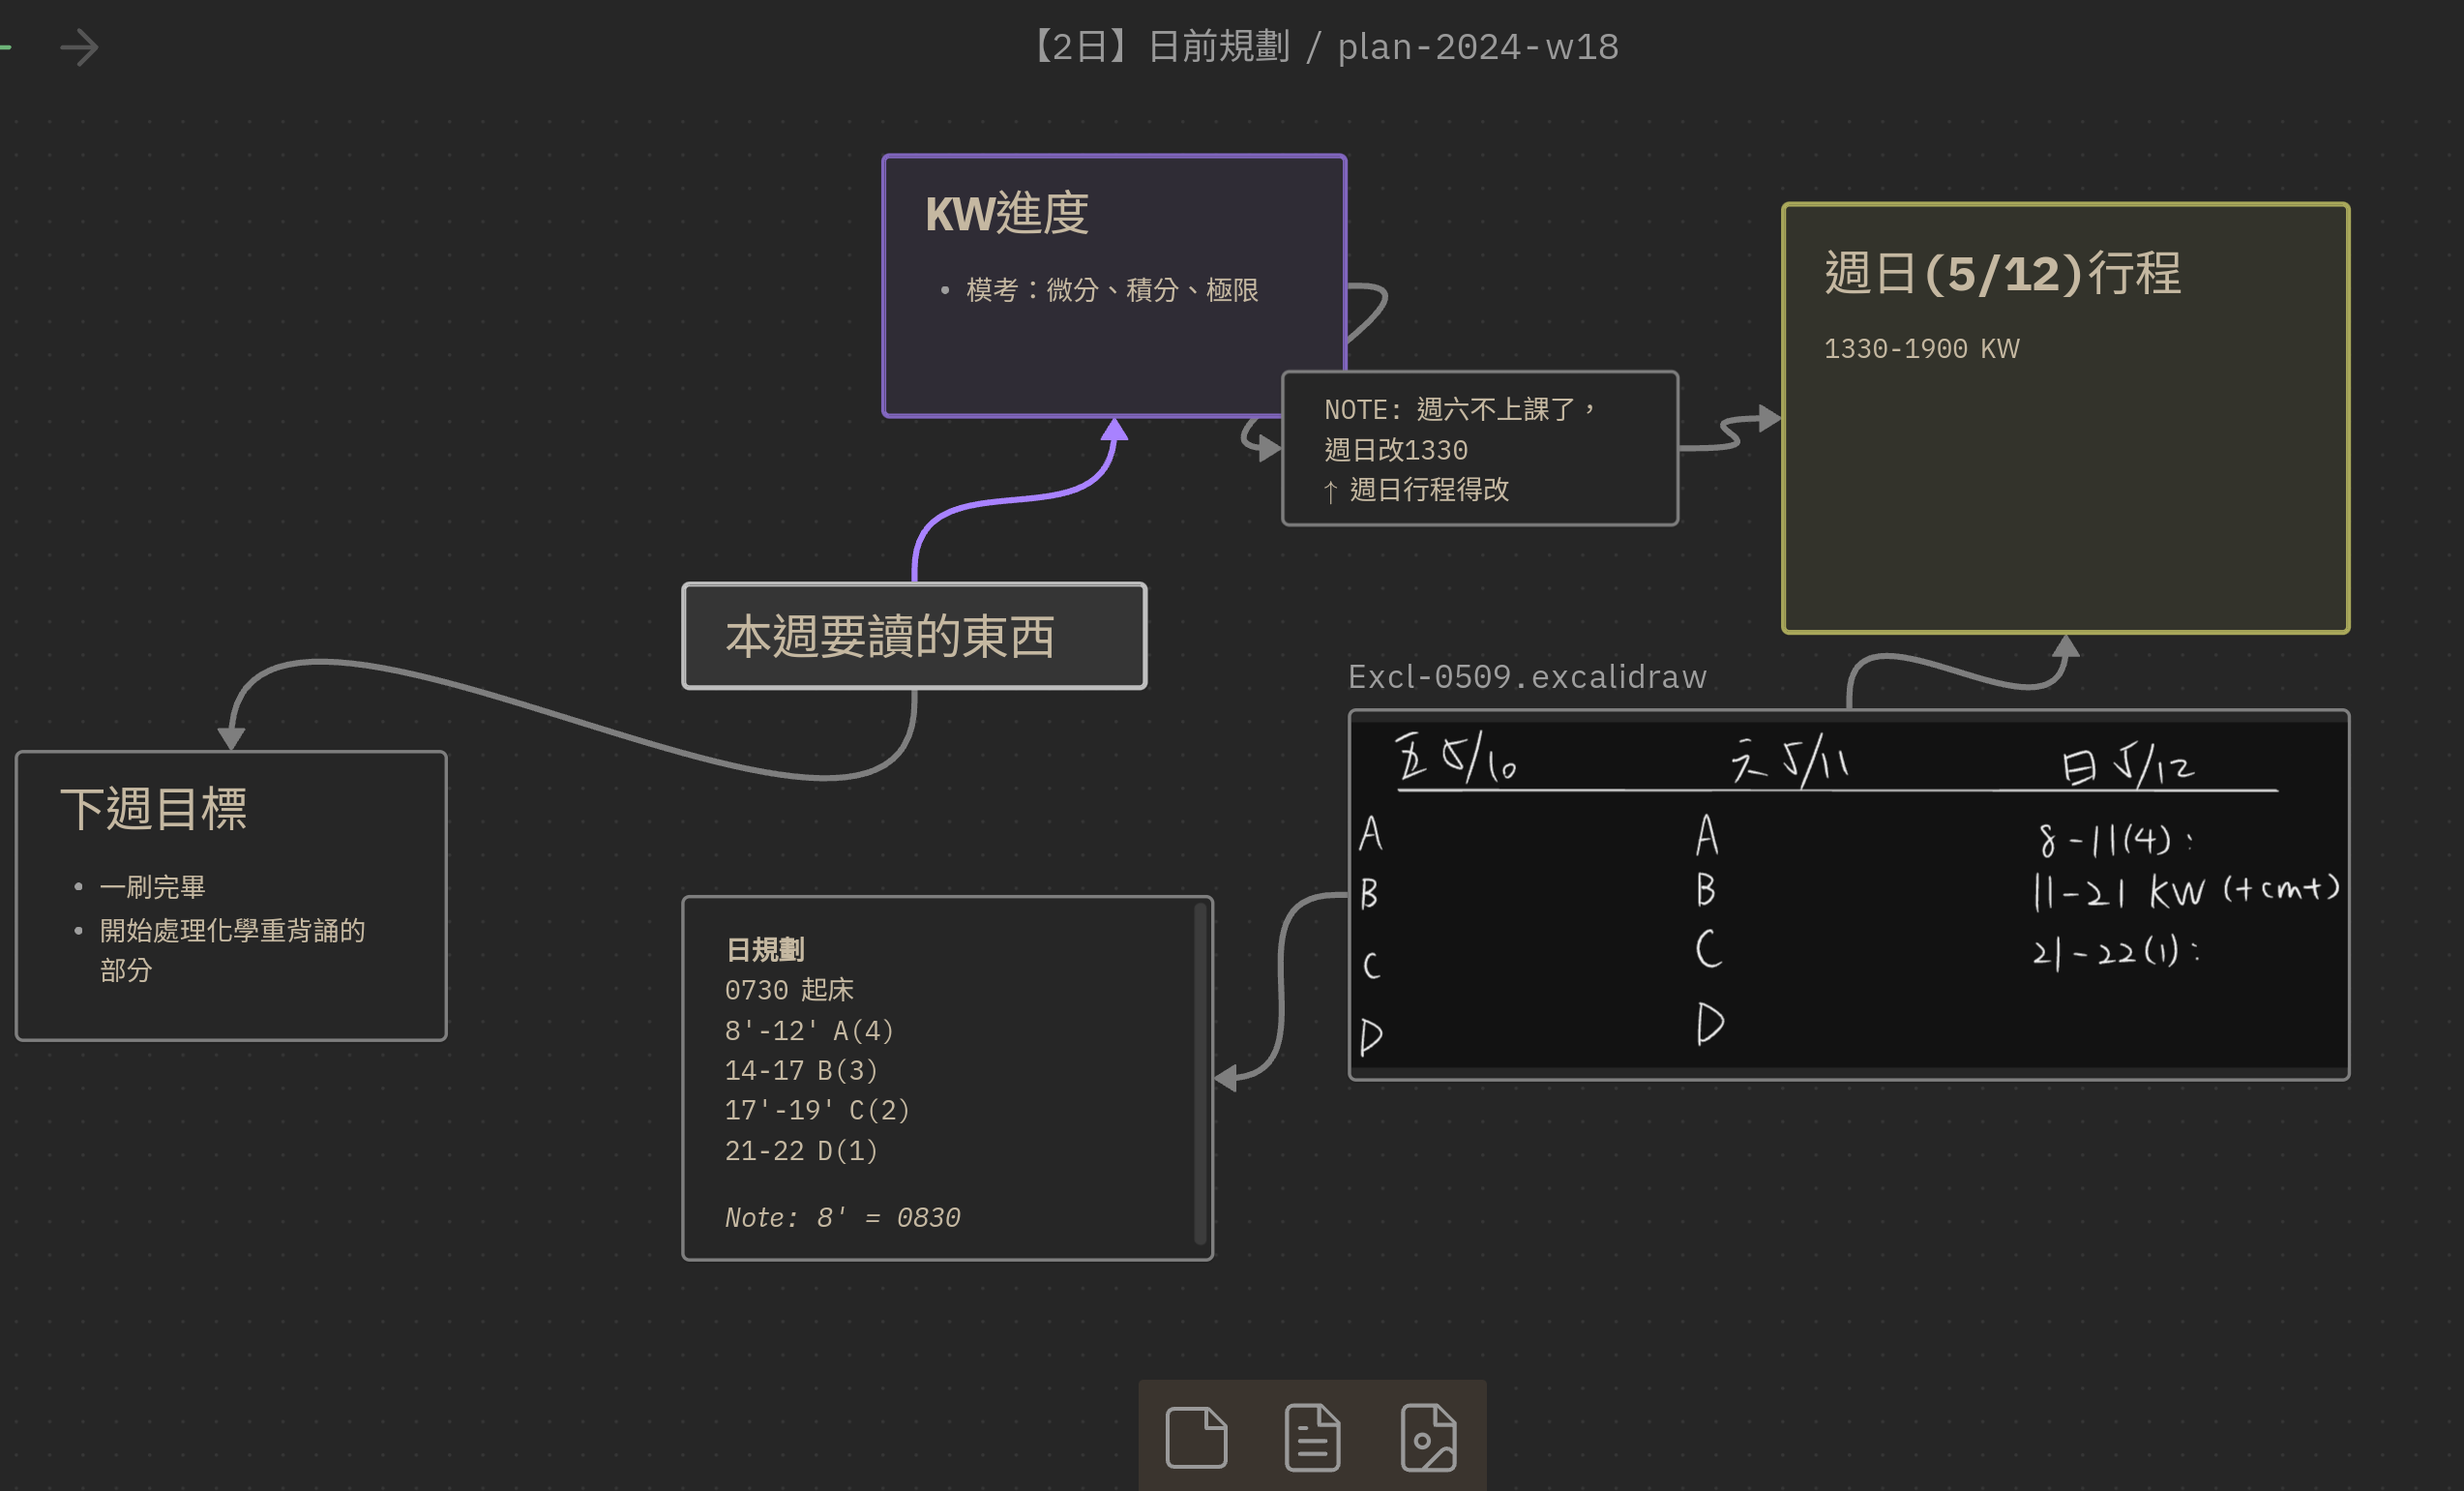 【2日】日前規劃 / plan-2024-w18
KW進度
模考：微分、積分、極限
NOTE: 週六不上課了，
週日改1330
↑ 週日行程得改
週日(5/12)行程
1330-1900 KW
本週要讀的東西
下週目標
一刷完畢
開始處理化學重背誦的
部分
日規劃
0730 起床
8'-12' A(4)
14-17 B(3)
17'-19' C(2)
21-22 D(1)
Note: 8' = 0830
Excl-0509.excalidraw
五 5/10 六 5/11 日 5/12
A A 8-11(4):
B B 11-21 KW (+cmt)
C C 21-22(1):
D D